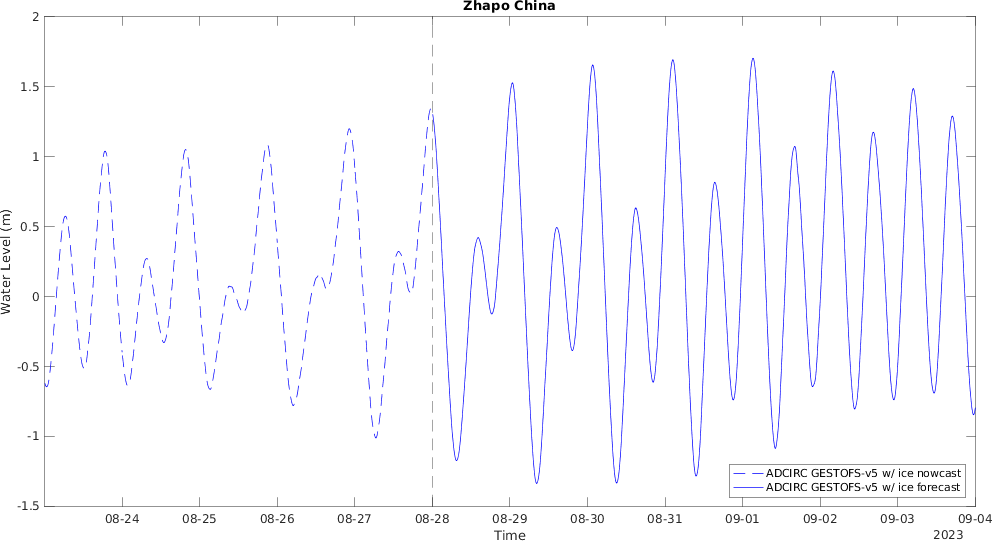 Zhapo China
2
1.5
1
0.5
0
-0.5
-1
-1.5
Water Level (m)
08-24 08-25 08-26 08-27 08-28 08-29 08-30 08-31 09-01 09-02 09-03 09-04
Time
2023
ADCIRC GESTOFS-v5 w/ ice nowcast
ADCIRC GESTOFS-v5 w/ ice forecast